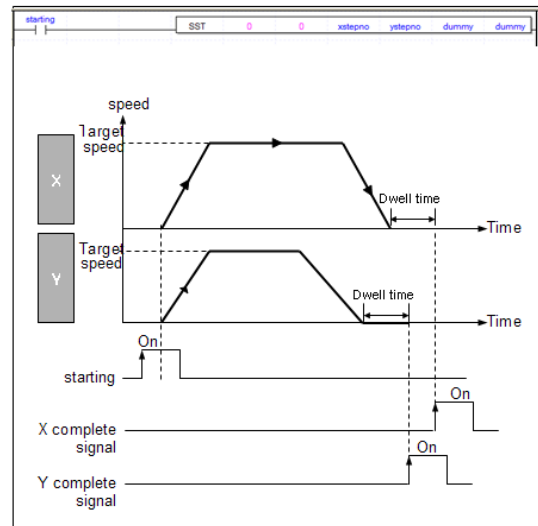 starting
SST 0 0 xstepno ystepno dummy dummy
speed
Target
speed
X
Dwell time
Time
Target
speed
Y
Dwell time
Time
On
starting
On
X complete
signal
On
Y complete
signal